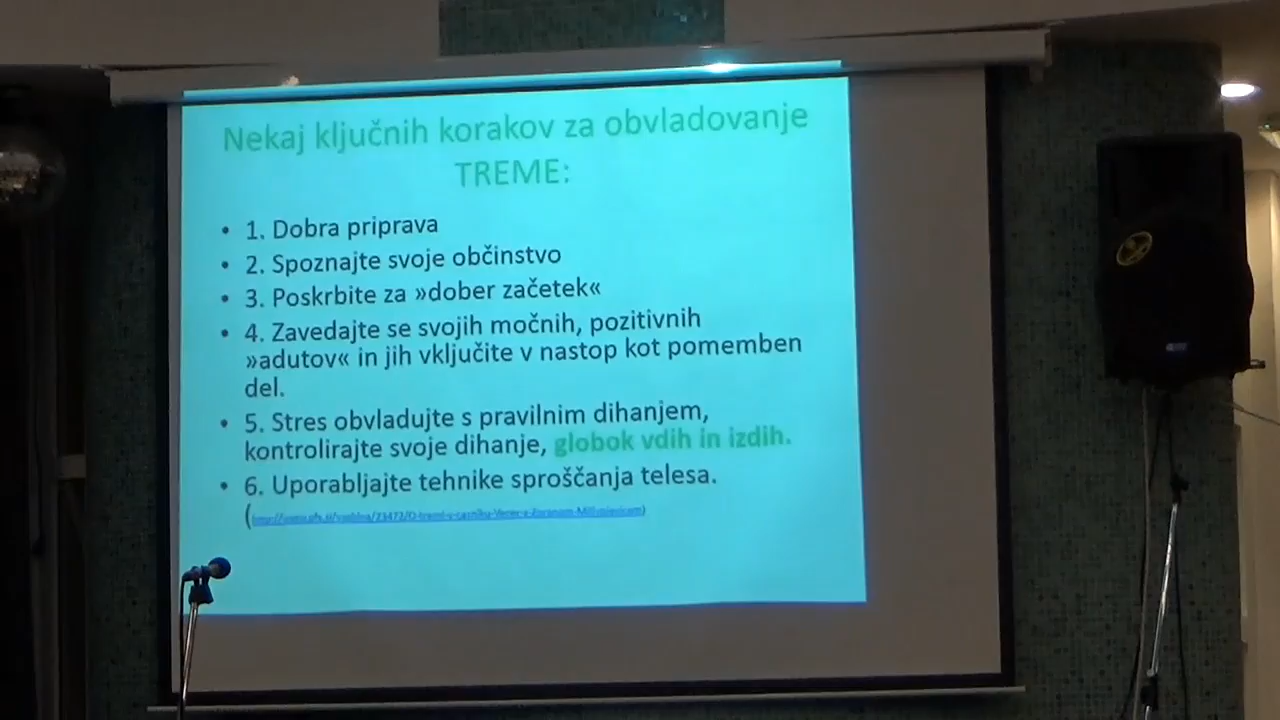 Nekaj ključnih korakov za obvladovanje
TREME:
• 1. Dobra priprava
• 2. Spoznajte svoje občinstvo
• 3. Poskrbite za »dober začetek«
• 4. Zavedajte se svojih močnih, pozitivnih
»adutov« in jih vključite v nastop kot pomemben
del.
• 5. Stres obvladujte s pravilnim dihanjem,
kontrolirajte svoje dihanje, globok vdih in izdih.
• 6. Uporabljajte tehnike sproščanja telesa.